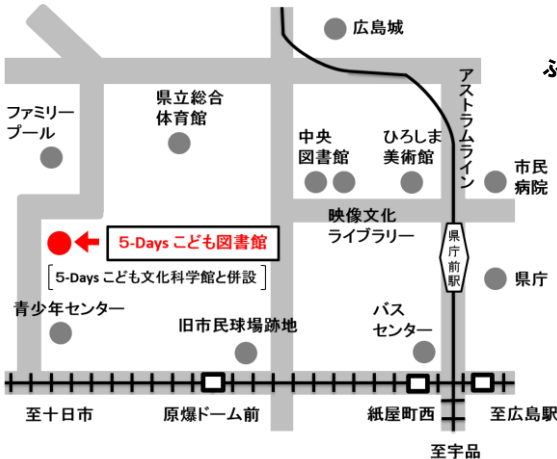 広島城
ふ
アストラムライン
ファミリー
プール
県立総合
体育館
中央
図書館
ひろしま
美術館
市民
病院
映像文化
ライブラリー
5-Days こども図書館
[5-Days こども文化科学館と併設]
県庁前駅
県庁
青少年センター
旧市民球場跡地
バス
センター
至十日市
原爆ドーム前
紙屋町西
至広島駅
至宇品